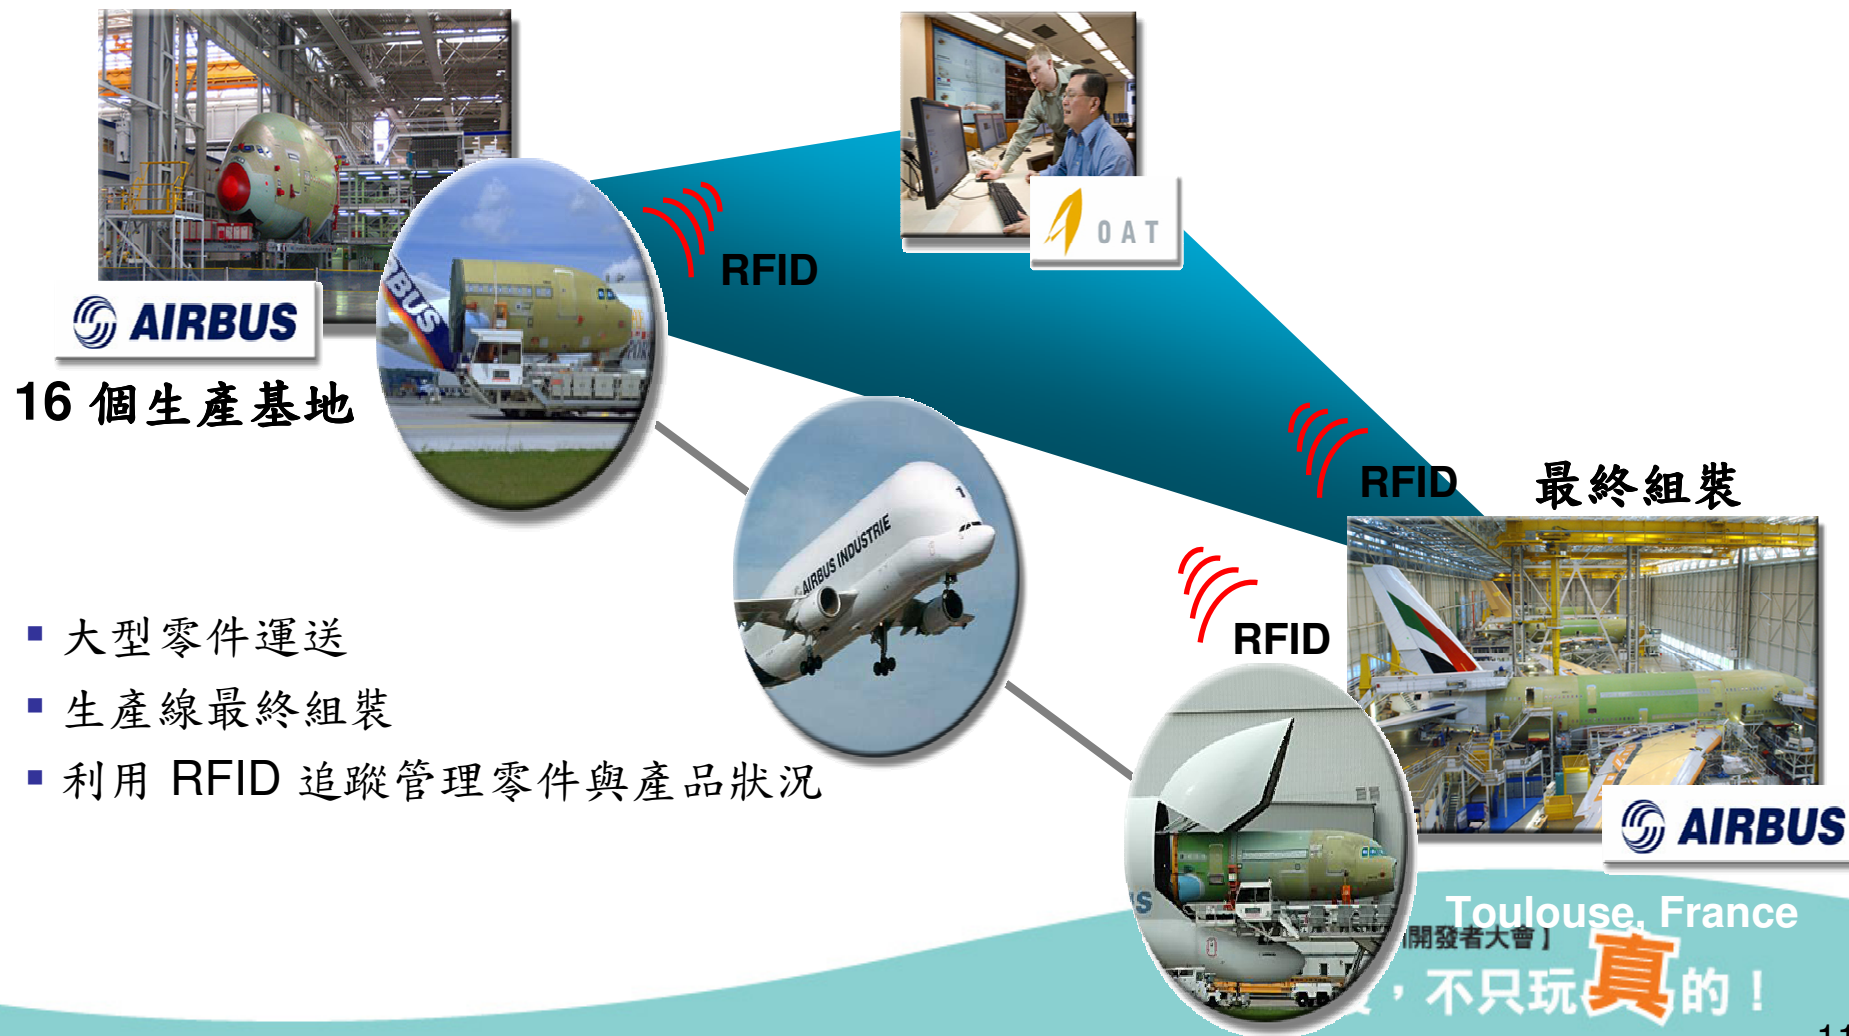 OAT
RFID
AIRBUS
16 個生產基地
BUS
AIRBUS INDUSTRIE
RFID
最終組裝
RFID
大型零件運送
生產線最終組裝
利用 RFID 追蹤管理零件與產品狀況
AIRBUS
Toulouse, France
開發者大會】
，不只玩真的！